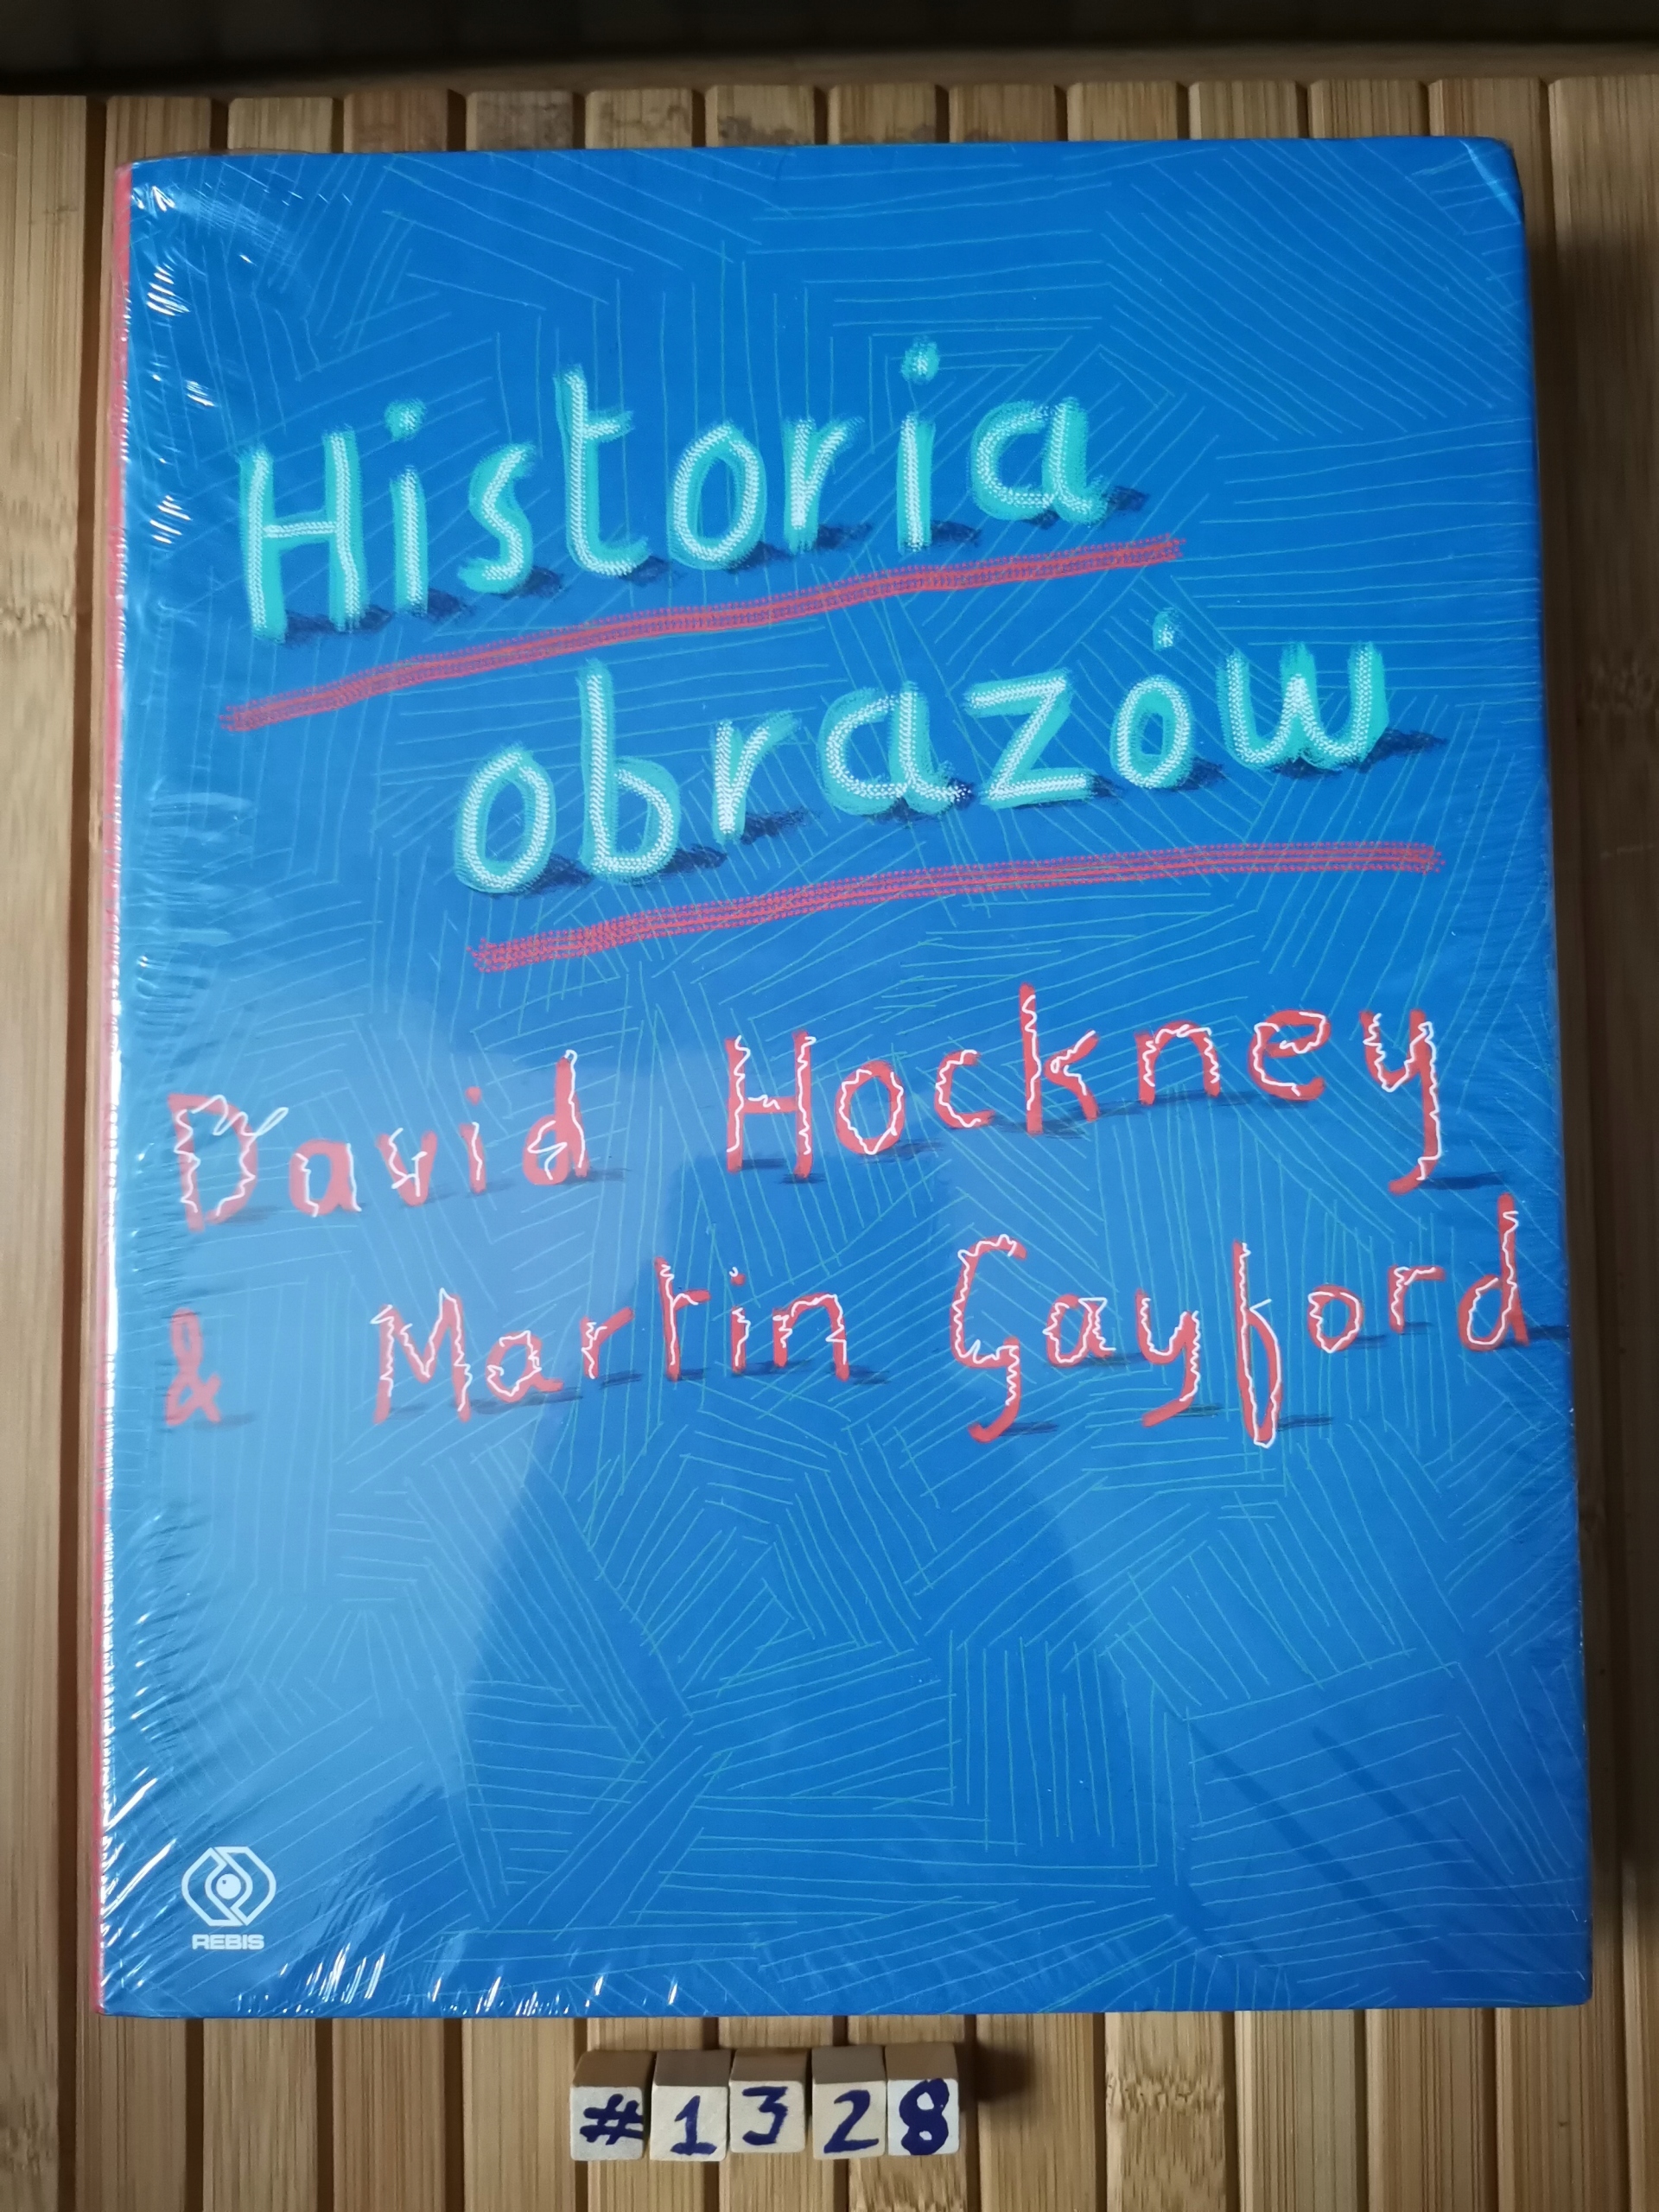 Historia
obrazów
David Hockney
& Martin Gayford
REBIS
#1328